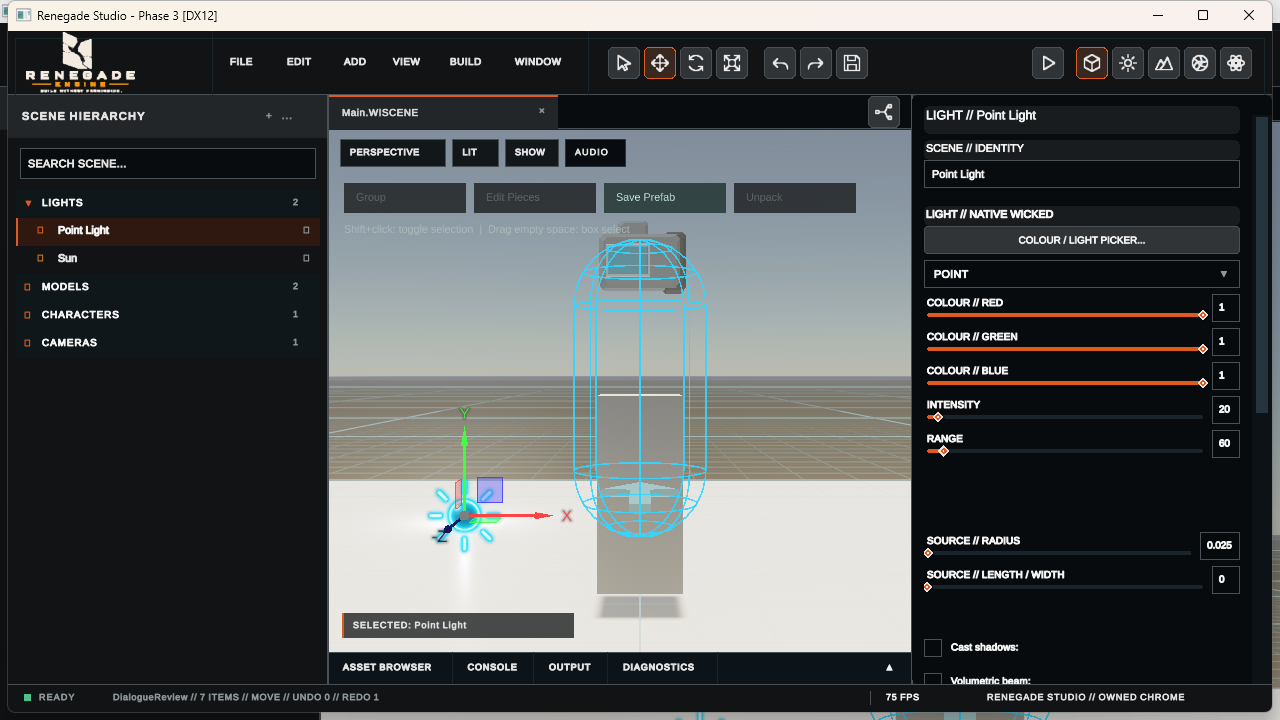 Renegade Studio - Phase 3 [DX12]
RENEGADE
ENGINE
BUILD WITHOUT PERMISSION.
FILE EDIT ADD VIEW BUILD WINDOW
SCENE HIERARCHY + ...
SEARCH SCENE...
LIGHTS 2
Point Light
Sun
MODELS 2
CHARACTERS 1
CAMERAS 1
Main.WISCENE ×
PERSPECTIVE LIT SHOW AUDIO
Group Edit Pieces Save Prefab Unpack
Shift+click: toggle selection | Drag empty space: box select
Y
X
-Z
SELECTED: Point Light
ASSET BROWSER CONSOLE OUTPUT DIAGNOSTICS
LIGHT // Point Light
SCENE // IDENTITY
Point Light
LIGHT // NATIVE WICKED
COLOUR / LIGHT PICKER...
POINT
COLOUR // RED 1
COLOUR // GREEN 1
COLOUR // BLUE 1
INTENSITY 20
RANGE 60
SOURCE // RADIUS 0.025
SOURCE // LENGTH / WIDTH 0
Cast shadows:
Volumetric beam:
READY DialogueReview // 7 ITEMS // MOVE // UNDO 0 // REDO 1 75 FPS RENEGADE STUDIO // OWNED CHROME